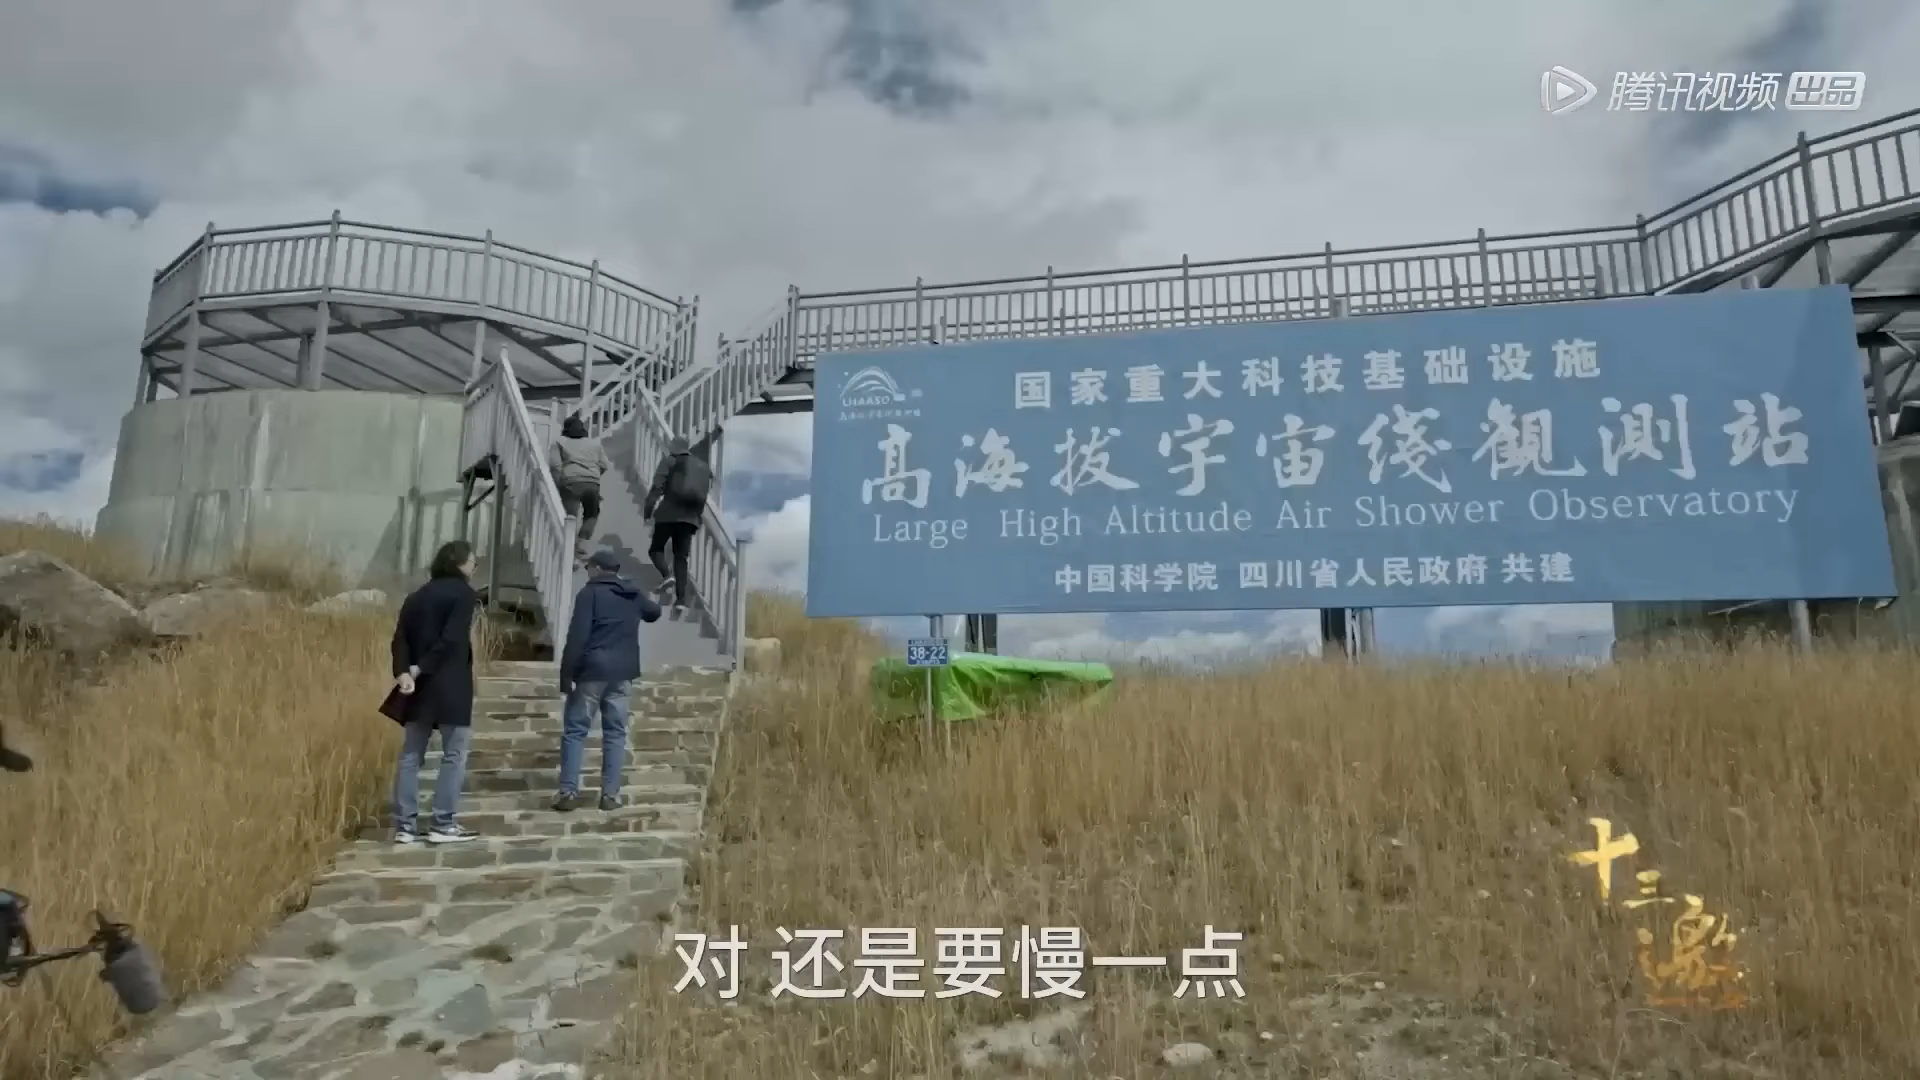 腾讯视频 出品
LHAASO
国家重大科技基础设施
高海拔宇宙线觀测站
Large High Altitude Air Shower Observatory
中国科学院 四川省人民政府 共建
38-22
对 还是要慢一点
十三邀